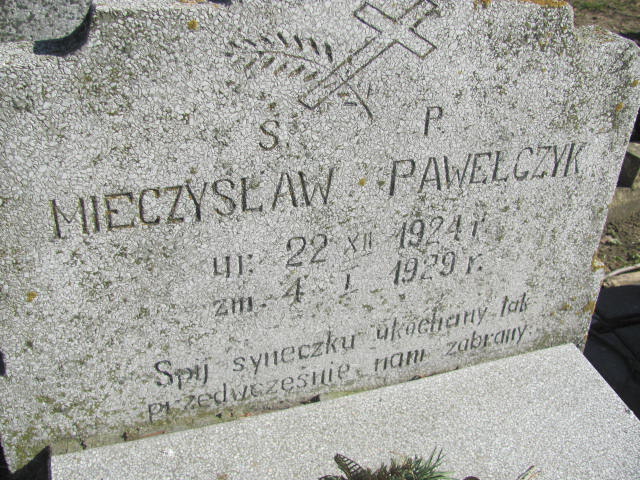 Ś. P.
MIECZYSŁAW PAWEŁCZYK
ur. 22 XII 1924 r.
zm. 4 I 1929 r.
Śpij syneczku ukochany tak
przedwcześnie nam zabrany